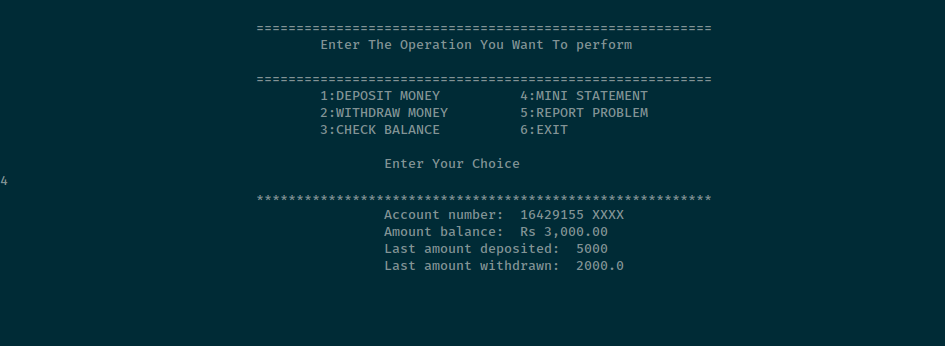 =========================================================
Enter The Operation You Want To perform
=========================================================
1:DEPOSIT MONEY          4:MINI STATEMENT
2:WITHDRAW MONEY         5:REPORT PROBLEM
3:CHECK BALANCE          6:EXIT
Enter Your Choice
4
*********************************************************
Account number:  16429155 XXXX
Amount balance:  Rs 3,000.00
Last amount deposited:  5000
Last amount withdrawn:  2000.0